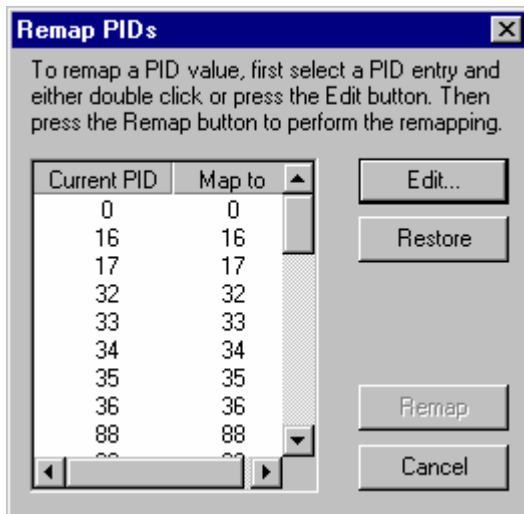 Remap PIDs
To remap a PID value, first select a PID entry and
either double click or press the Edit button. Then
press the Remap button to perform the remapping.
Current PID Map to
0 0
16 16
17 17
32 32
33 33
34 34
35 35
36 36
88 88
Edit...
Restore
Remap
Cancel